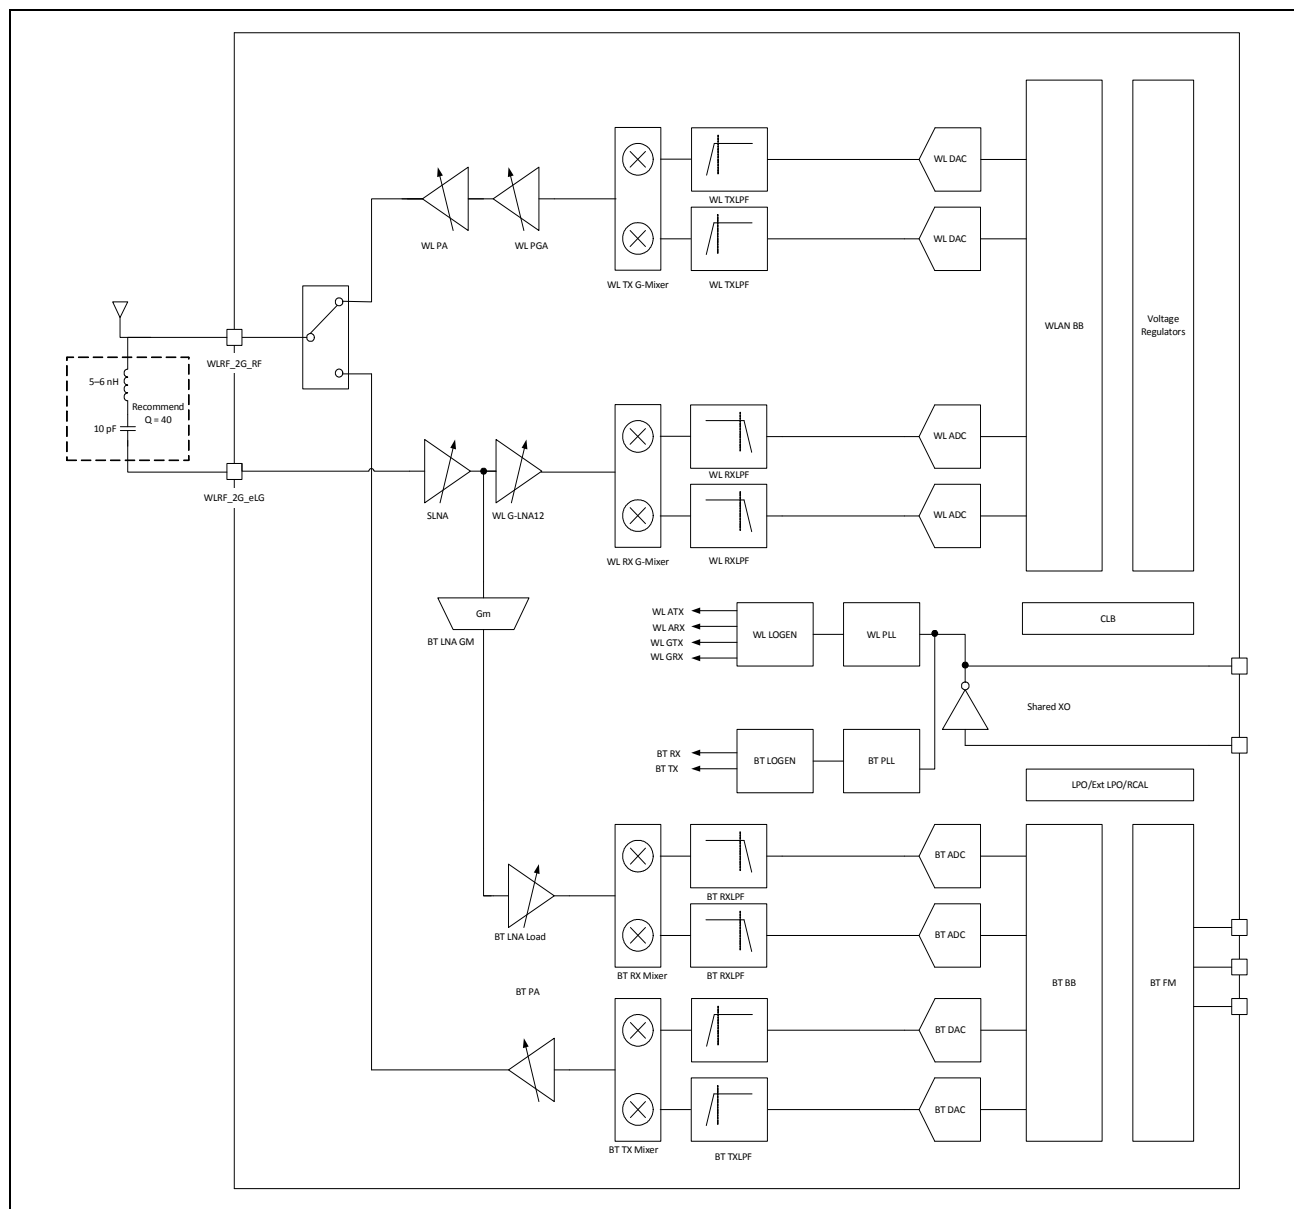 WL DAC
WL TXLPF
WL PA
WL PGA
WL DAC
WL TX G-Mixer
WL TXLPF
WLAN BB
Voltage
Regulators
WLRF_2G_RF
5–6 nH
Recommend
Q = 40
10 pF
WL ADC
WL RXLPF
WLRF_2G_eLG
SLNA
WL G-LNA12
WL ADC
WL RX G-Mixer
WL RXLPF
Gm
BT LNA GM
WL ATX
WL ARX
WL GTX
WL GRX
WL LOGEN
WL PLL
CLB
Shared XO
BT RX
BT TX
BT LOGEN
BT PLL
LPO/Ext LPO/RCAL
BT ADC
BT RXLPF
BT LNA Load
BT ADC
BT RX Mixer
BT RXLPF
BT BB
BT FM
BT PA
BT DAC
BT DAC
BT TX Mixer
BT TXLPF